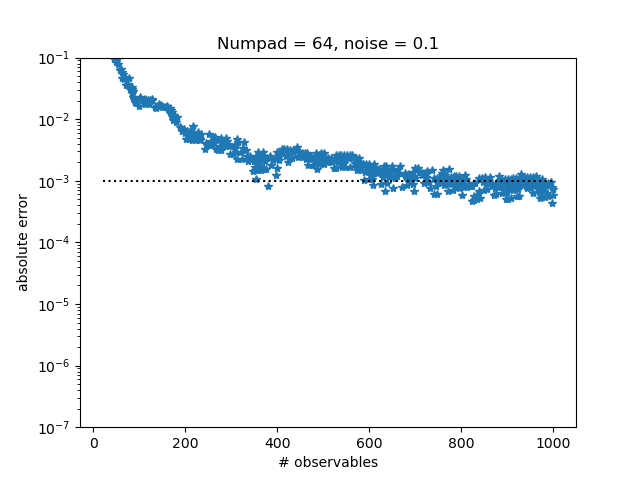 Numpad = 64, noise = 0.1
absolute error
10⁻¹
10⁻²
10⁻³
10⁻⁴
10⁻⁵
10⁻⁶
10⁻⁷
0 200 400 600 800 1000
# observables